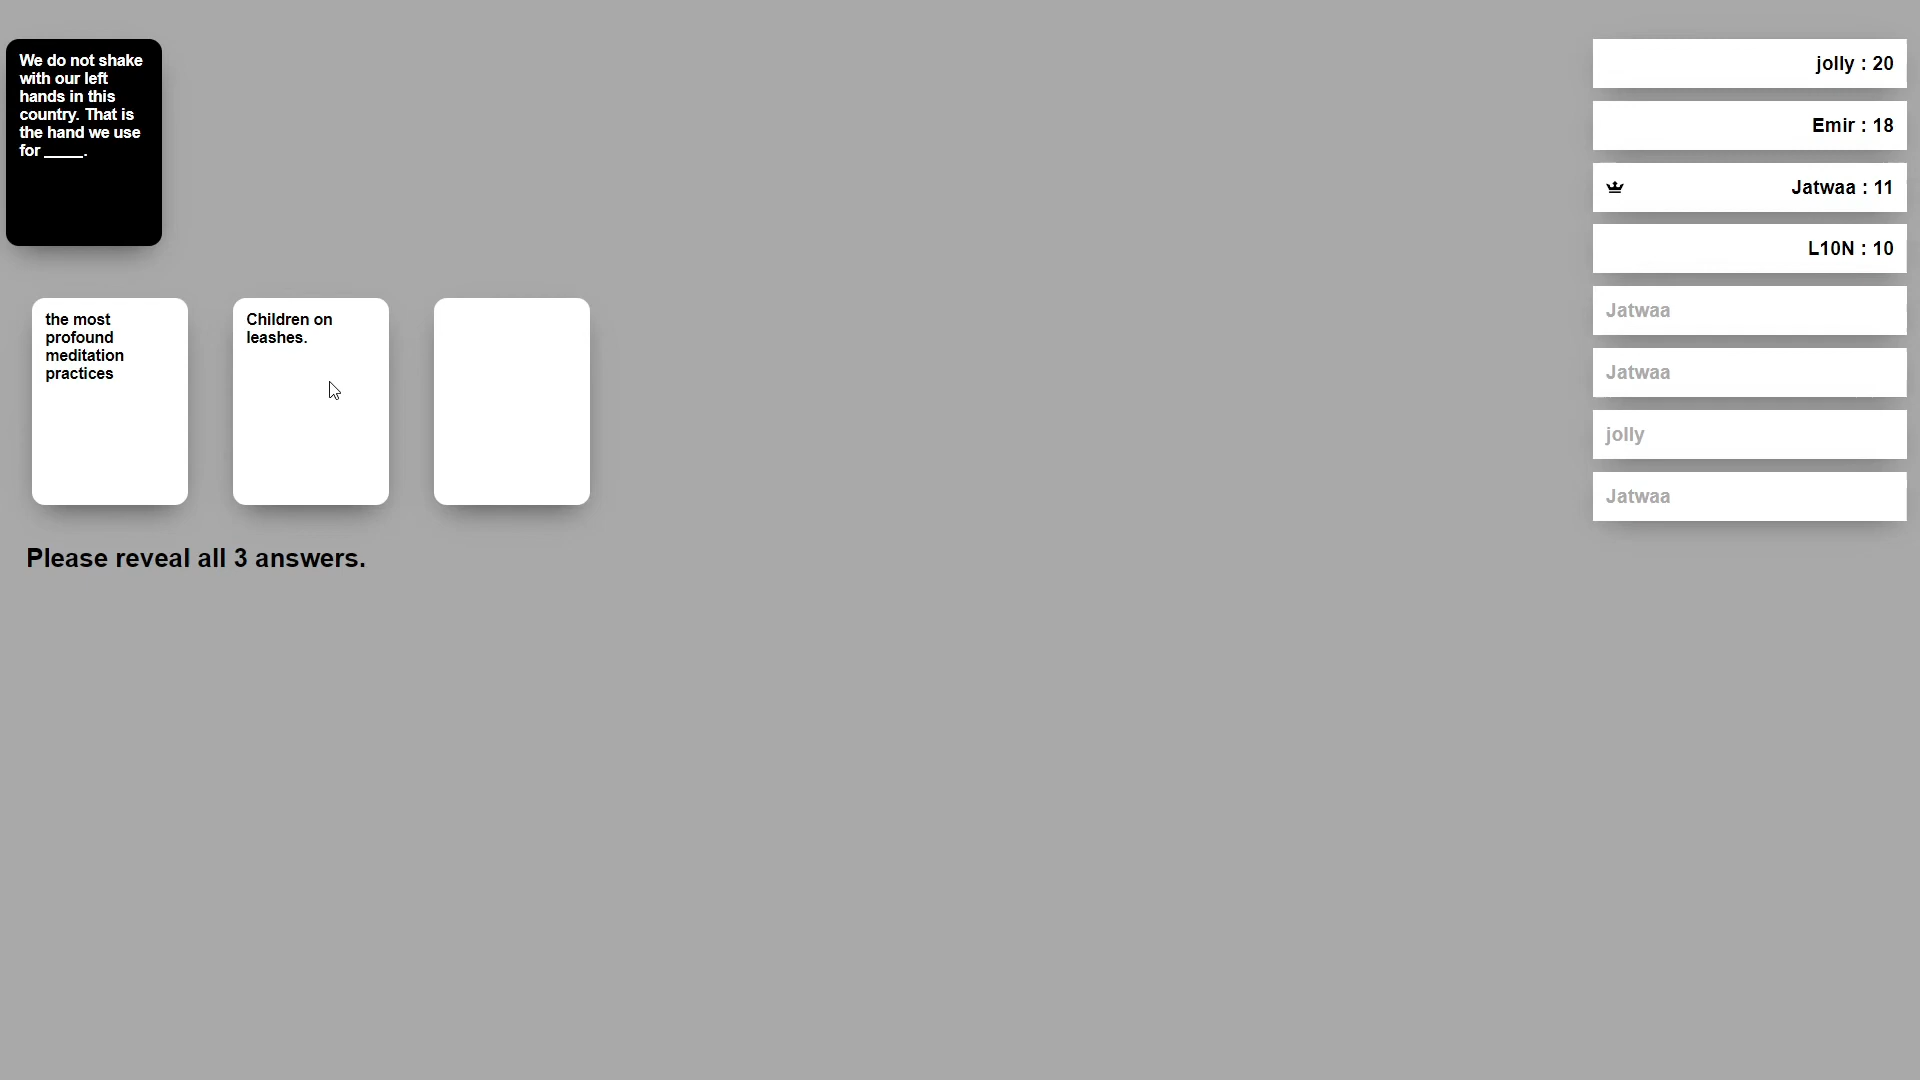 We do not shake
with our left
hands in this
country. That is
the hand we use
for _____.
the most
profound
meditation
practices
Children on
leashes.
Please reveal all 3 answers.
jolly : 20
Emir : 18
Jatwaa : 11
L10N : 10
Jatwaa
Jatwaa
jolly
Jatwaa